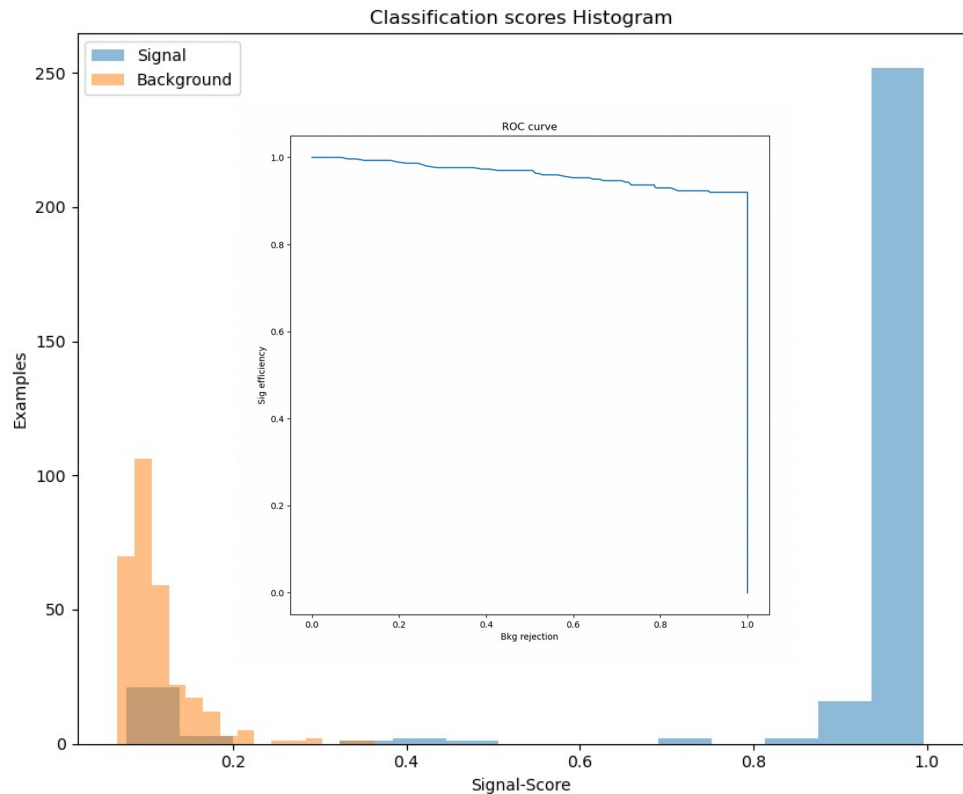 Classification scores Histogram
Signal
Background
250
200
150
100
50
0
Examples
0.2
0.4
0.6
0.8
1.0
Signal-Score
ROC curve
1.0
0.8
0.6
0.4
0.2
0.0
Sig efficiency
0.0
0.2
0.4
0.6
0.8
1.0
Bkg rejection